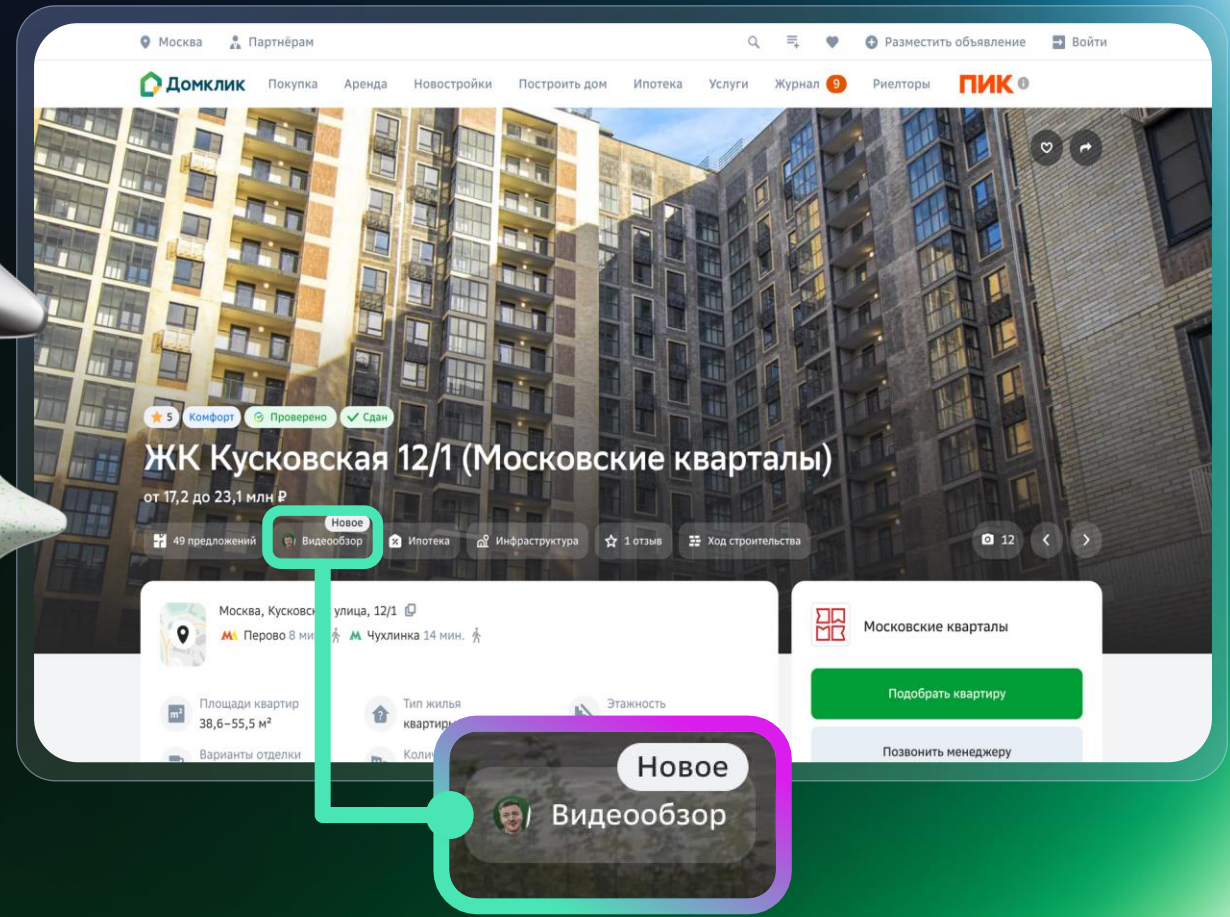 Москва Партнёрам Разместить объявление Войти
Домклик Покупка Аренда Новостройки Построить дом Ипотека Услуги Журнал 9 Риелторы ПИК
5 Комфорт Проверено Сдан
ЖК Кусковская 12/1 (Московские кварталы)
от 17,2 до 23,1 млн ₽
Новое
49 предложений Видеообзор Ипотека Инфраструктура 1 отзыв Ход строительства 12
Москва, улица, 12/1
Перово 8 Чухлинка 14 мин.
Московские кварталы
Подобрать квартиру
Позвонить менеджеру
Площади квартир Тип жилья Этажность
38,6–55,5 м²
Варианты отделки
Новое
Видеообзор